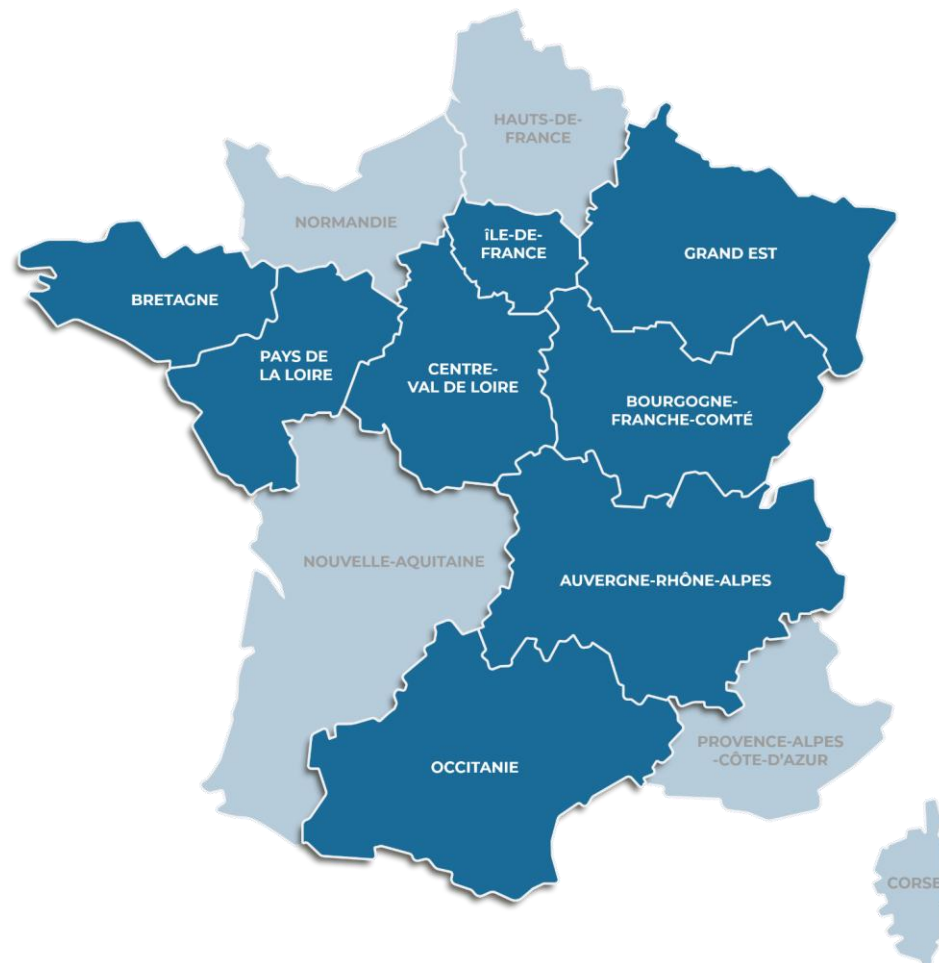 HAUTS-DE-
FRANCE
NORMANDIE
îLE-DE-
FRANCE
GRAND EST
BRETAGNE
PAYS DE
LA LOIRE
CENTRE-
VAL DE LOIRE
BOURGOGNE-
FRANCHE-COMTÉ
NOUVELLE-AQUITAINE
AUVERGNE-RHÔNE-ALPES
PROVENCE-ALPES
-CÔTE-D'AZUR
OCCITANIE
CORSE